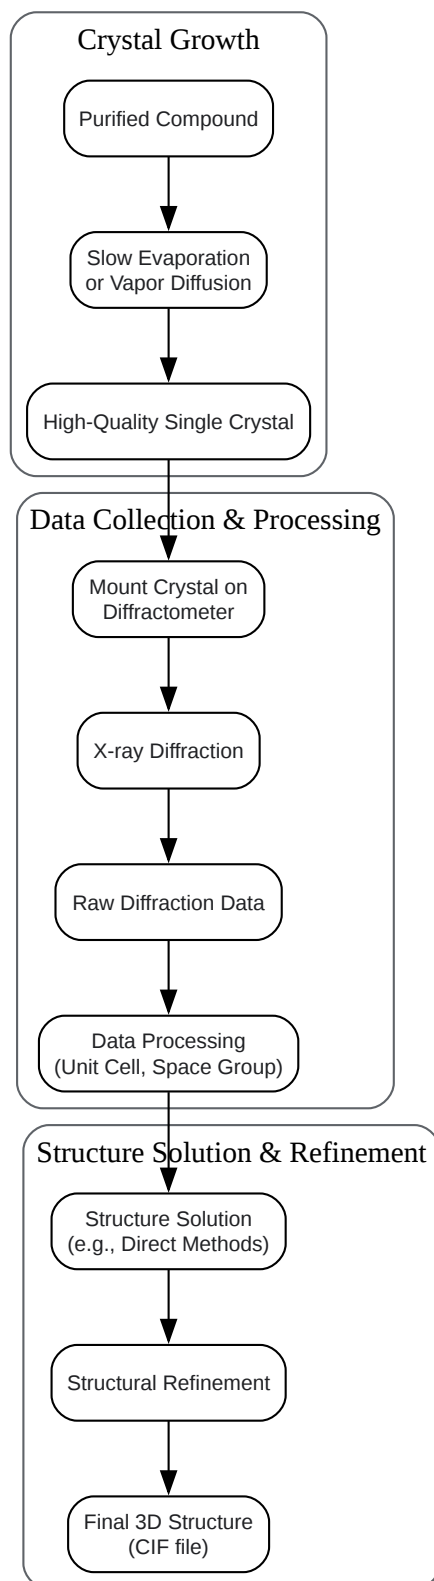 Crystal Growth
Purified Compound
Slow Evaporation
or Vapor Diffusion
High-Quality Single Crystal
Data Collection & Processing
Mount Crystal on
Diffractometer
X-ray Diffraction
Raw Diffraction Data
Data Processing
(Unit Cell, Space Group)
Structure Solution & Refinement
Structure Solution
(e.g., Direct Methods)
Structural Refinement
Final 3D Structure
(CIF file)